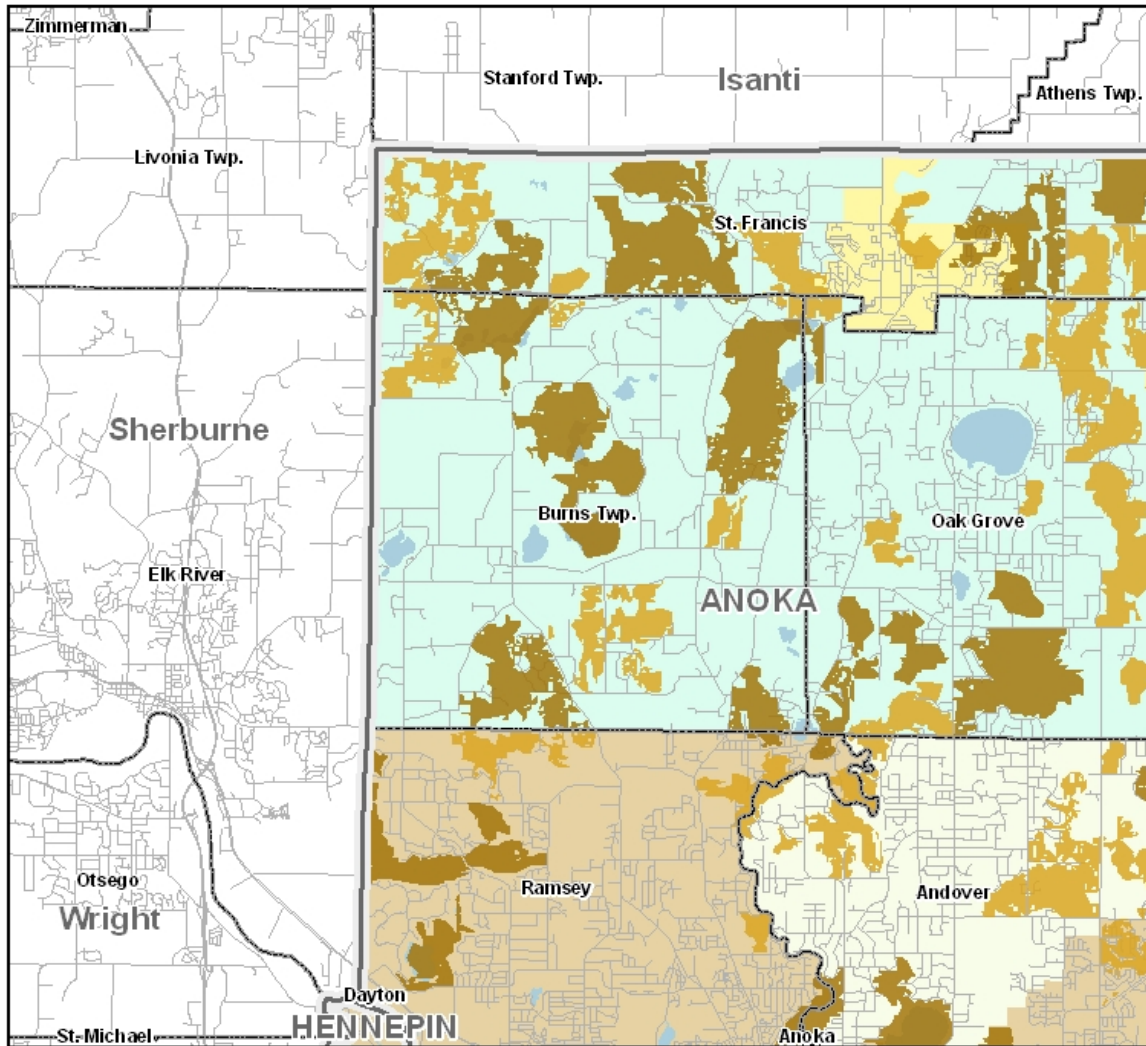 Zimmerman
Stanford Twp.
Isanti
Athens Twp.
Livonia Twp.
St. Francis
Sherburne
Burns Twp.
Oak Grove
Elk River
ANOKA
Otsego
Ramsey
Andover
Wright
Dayton
HENNEPIN
St. Michael
Anoka